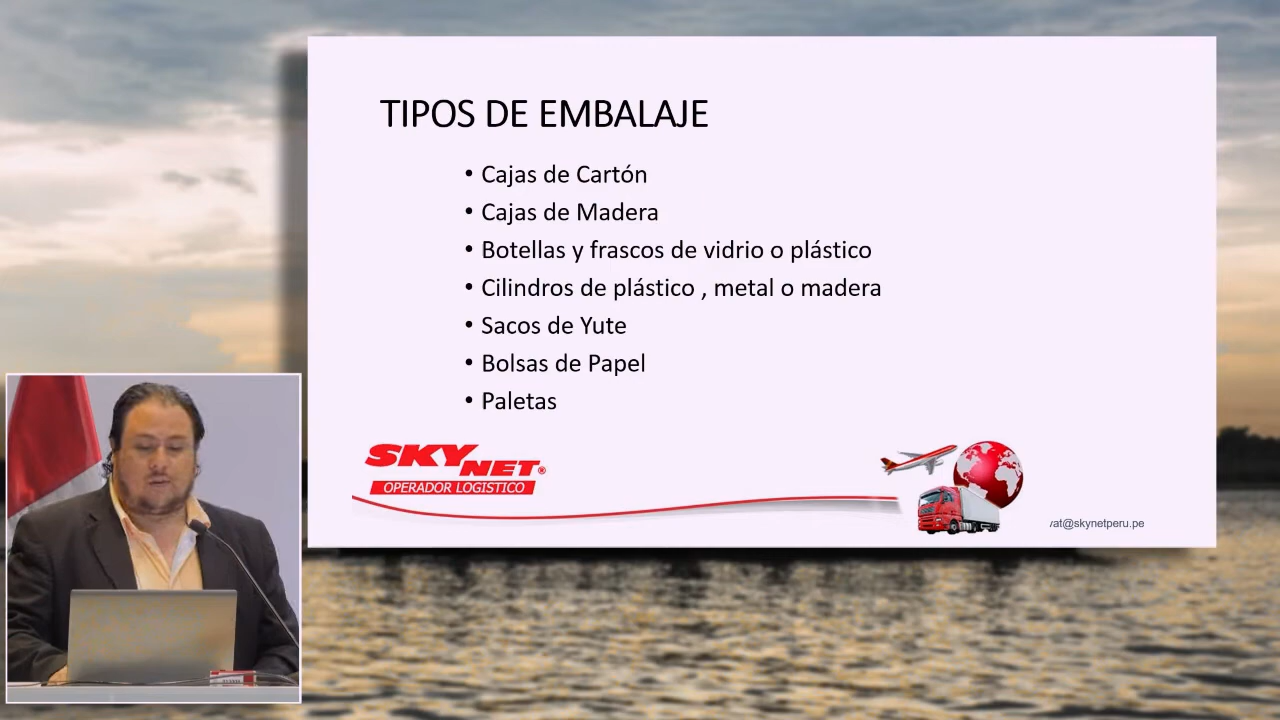 TIPOS DE EMBALAJE
• Cajas de Cartón
• Cajas de Madera
• Botellas y frascos de vidrio o plástico
• Cilindros de plástico , metal o madera
• Sacos de Yute
• Bolsas de Papel
• Paletas
SKYNET®
OPERADOR LOGISTICO
vat@skynetperu.pe